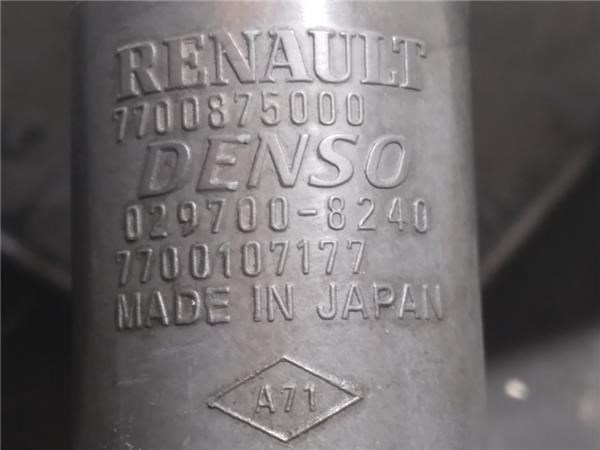 RENAULT
7700875000
DENSO
029700-8240
7700107177
MADE IN JAPAN
A71